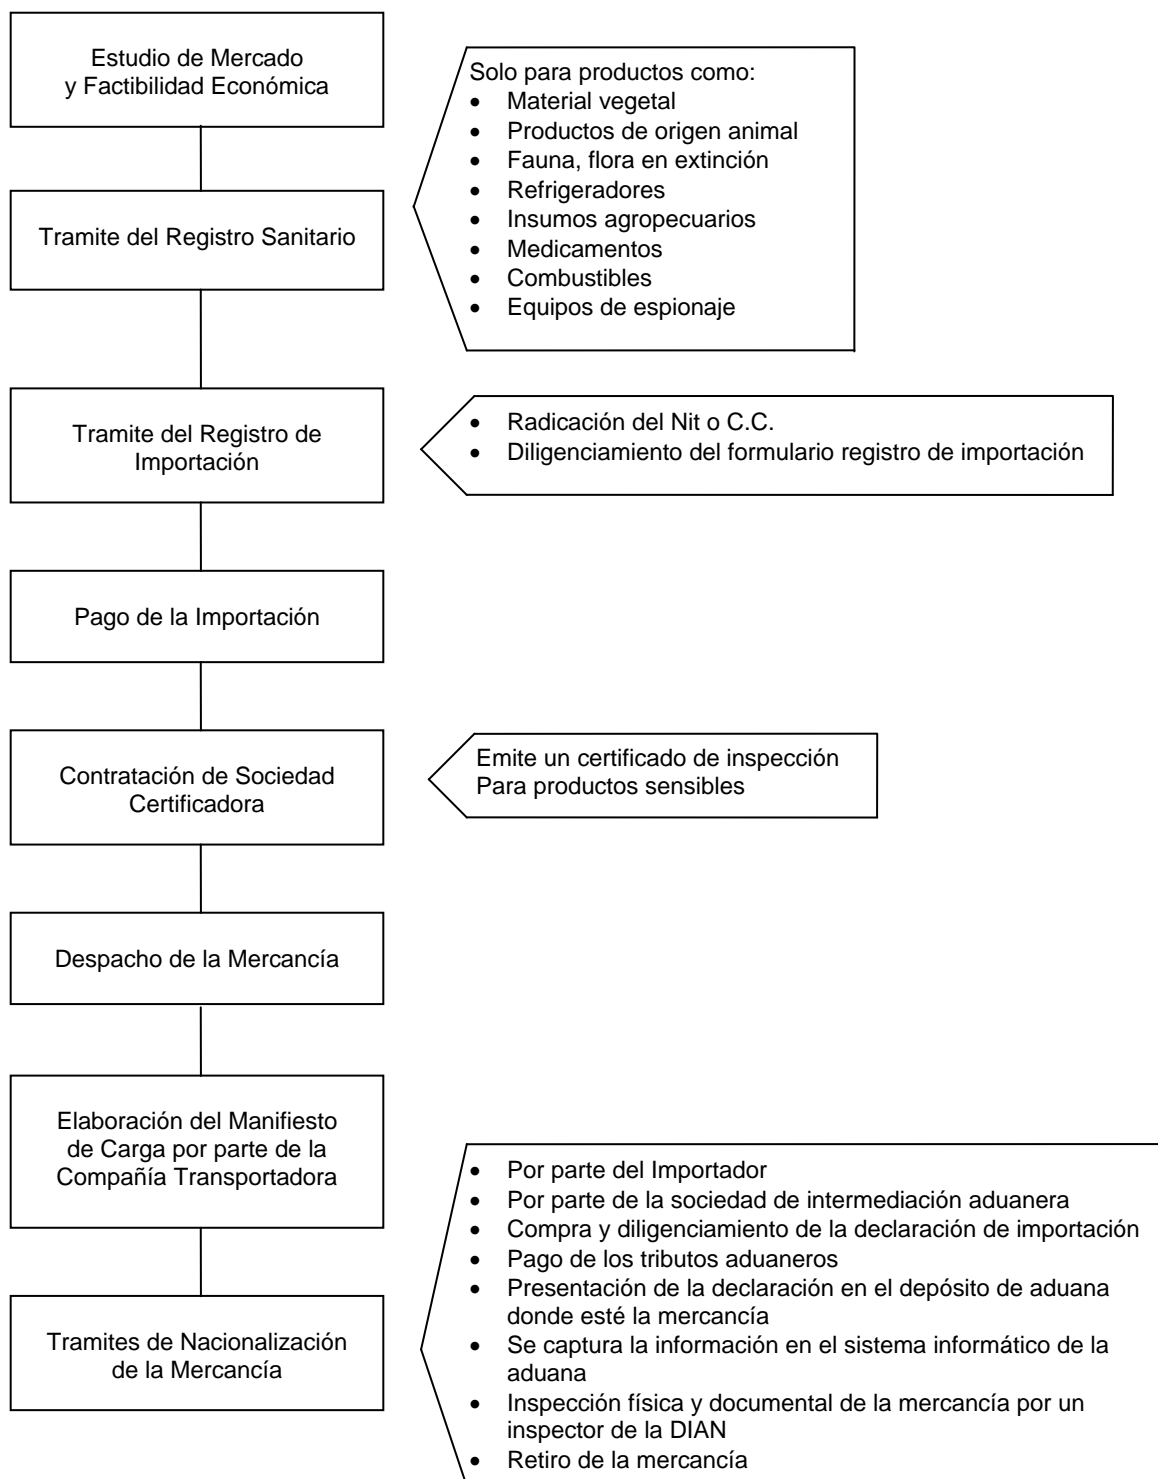 Estudio de Mercado
y Factibilidad Económica
Solo para productos como:
• Material vegetal
• Productos de origen animal
• Fauna, flora en extinción
• Refrigeradores
• Insumos agropecuarios
• Medicamentos
• Combustibles
• Equipos de espionaje
Tramite del Registro Sanitario
Tramite del Registro de
Importación
• Radicación del Nit o C.C.
• Diligenciamiento del formulario registro de importación
Pago de la Importación
Contratación de Sociedad
Certificadora
Emite un certificado de inspección
Para productos sensibles
Despacho de la Mercancía
Elaboración del Manifiesto
de Carga por parte de la
Compañía Transportadora
Tramites de Nacionalización
de la Mercancía
• Por parte del Importador
• Por parte de la sociedad de intermediación aduanera
• Compra y diligenciamiento de la declaración de importación
• Pago de los tributos aduaneros
• Presentación de la declaración en el depósito de aduana
donde esté la mercancía
• Se captura la información en el sistema informático de la
aduana
• Inspección física y documental de la mercancía por un
inspector de la DIAN
• Retiro de la mercancía